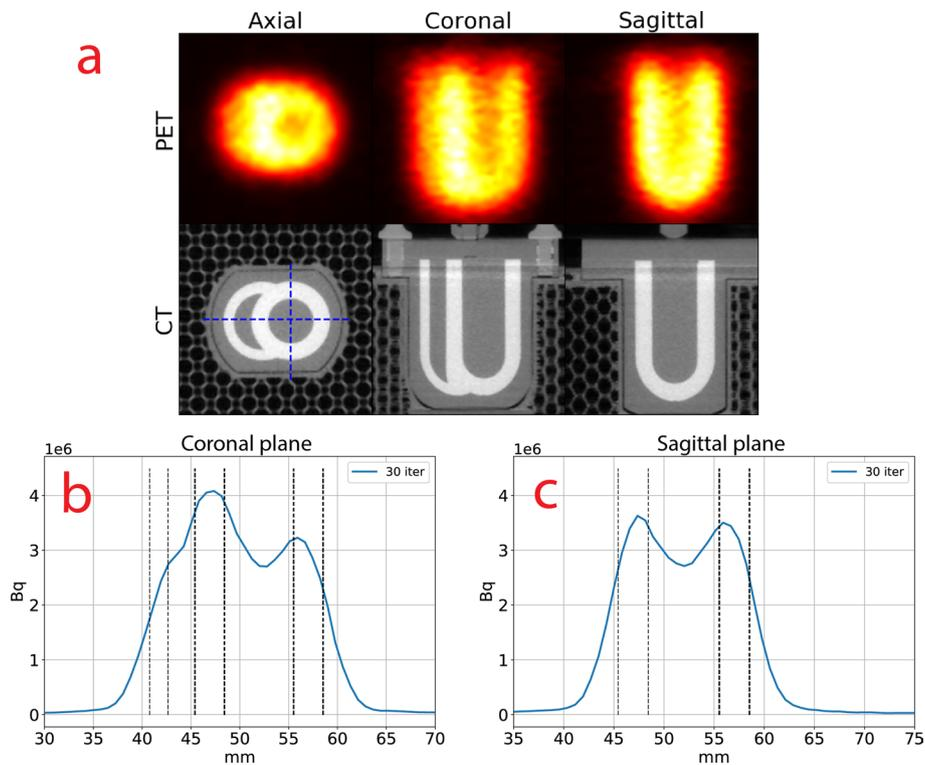 Axial Coronal Sagittal
a
PET
CT
Coronal plane Sagittal plane
1e6 1e6
b c
30 iter 30 iter
4 4
3 3
2 2
1 1
0 0
Bq Bq
30 35 40 45 50 55 60 65 70 35 40 45 50 55 60 65 70 75
mm mm